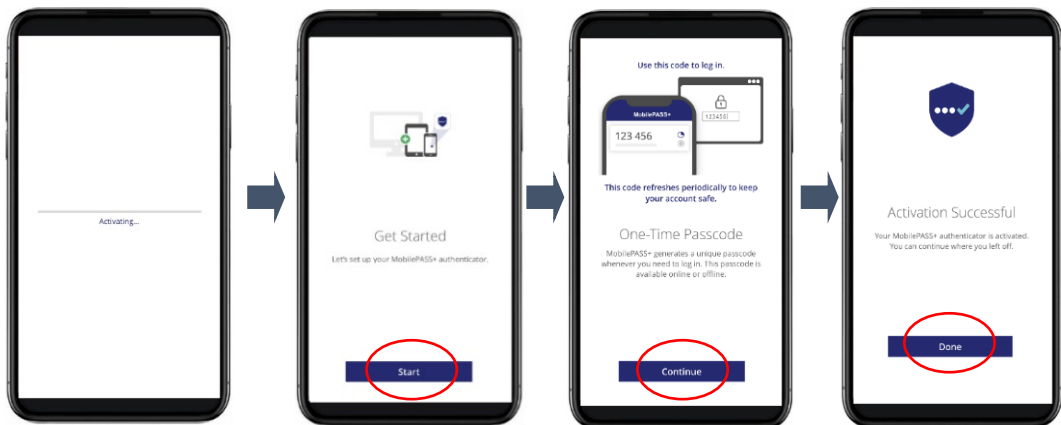 Activating...
Get Started
Let's set up your MobilePASS+ authenticator.
Start
Use this code to log in.
MobilePASS+
123 456
123456
This code refreshes periodically to keep
your account safe.
One-Time Passcode
MobilePASS+ generates a unique passcode
whenever you need to log in. This passcode is
available online or offline.
Continue
Activation Successful
Your MobilePASS+ authenticator is activated.
You can continue where you left off.
Done